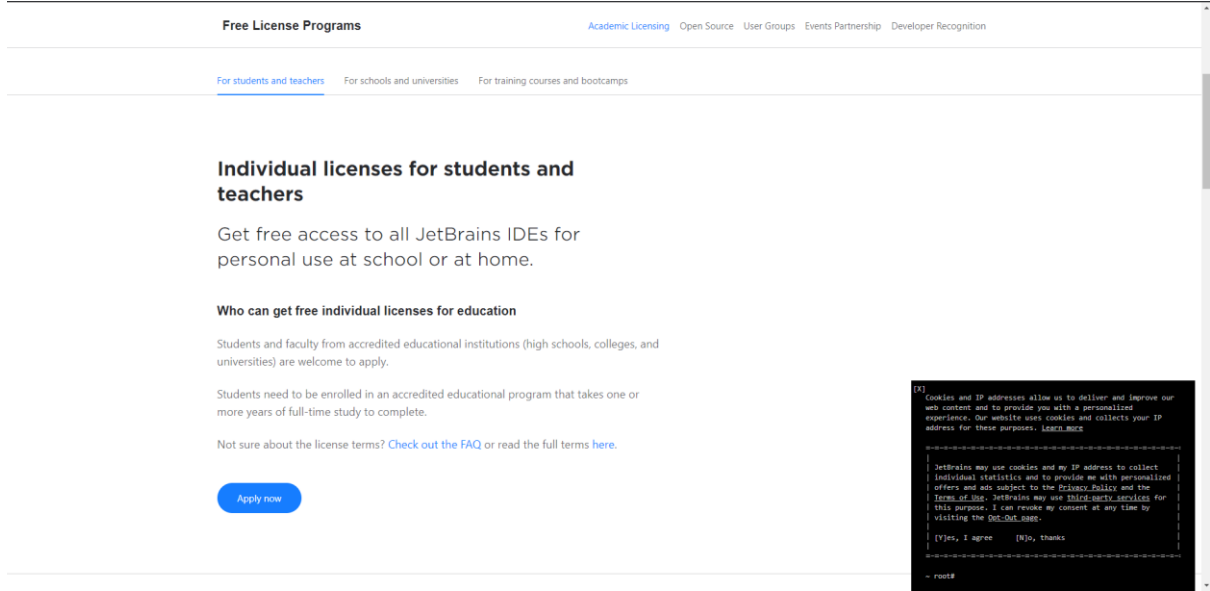 Free License Programs
Academic Licensing Open Source User Groups Events Partnership Developer Recognition
For students and teachers For schools and universities For training courses and bootcamps
Individual licenses for students and
teachers
Get free access to all JetBrains IDEs for
personal use at school or at home.
Who can get free individual licenses for education
Students and faculty from accredited educational institutions (high schools, colleges, and
universities) are welcome to apply.
Students need to be enrolled in an accredited educational program that takes one or
more years of full-time study to complete.
Not sure about the license terms? Check out the FAQ or read the full terms here.
Apply now
[X]
Cookies and IP addresses allow us to deliver and improve our
web content and to provide you with a personalized
experience. Our website uses cookies and collects your IP
address for these purposes. Learn more
JetBrains may use cookies and my IP address to collect
individual statistics and to provide me with personalized
offers and ads subject to the Privacy Policy and the
Terms of Use. JetBrains may use third-party services for
this purpose. I can revoke my consent at any time by
visiting the Opt-Out page.
[Y]es, I agree [N]o, thanks
~ root#